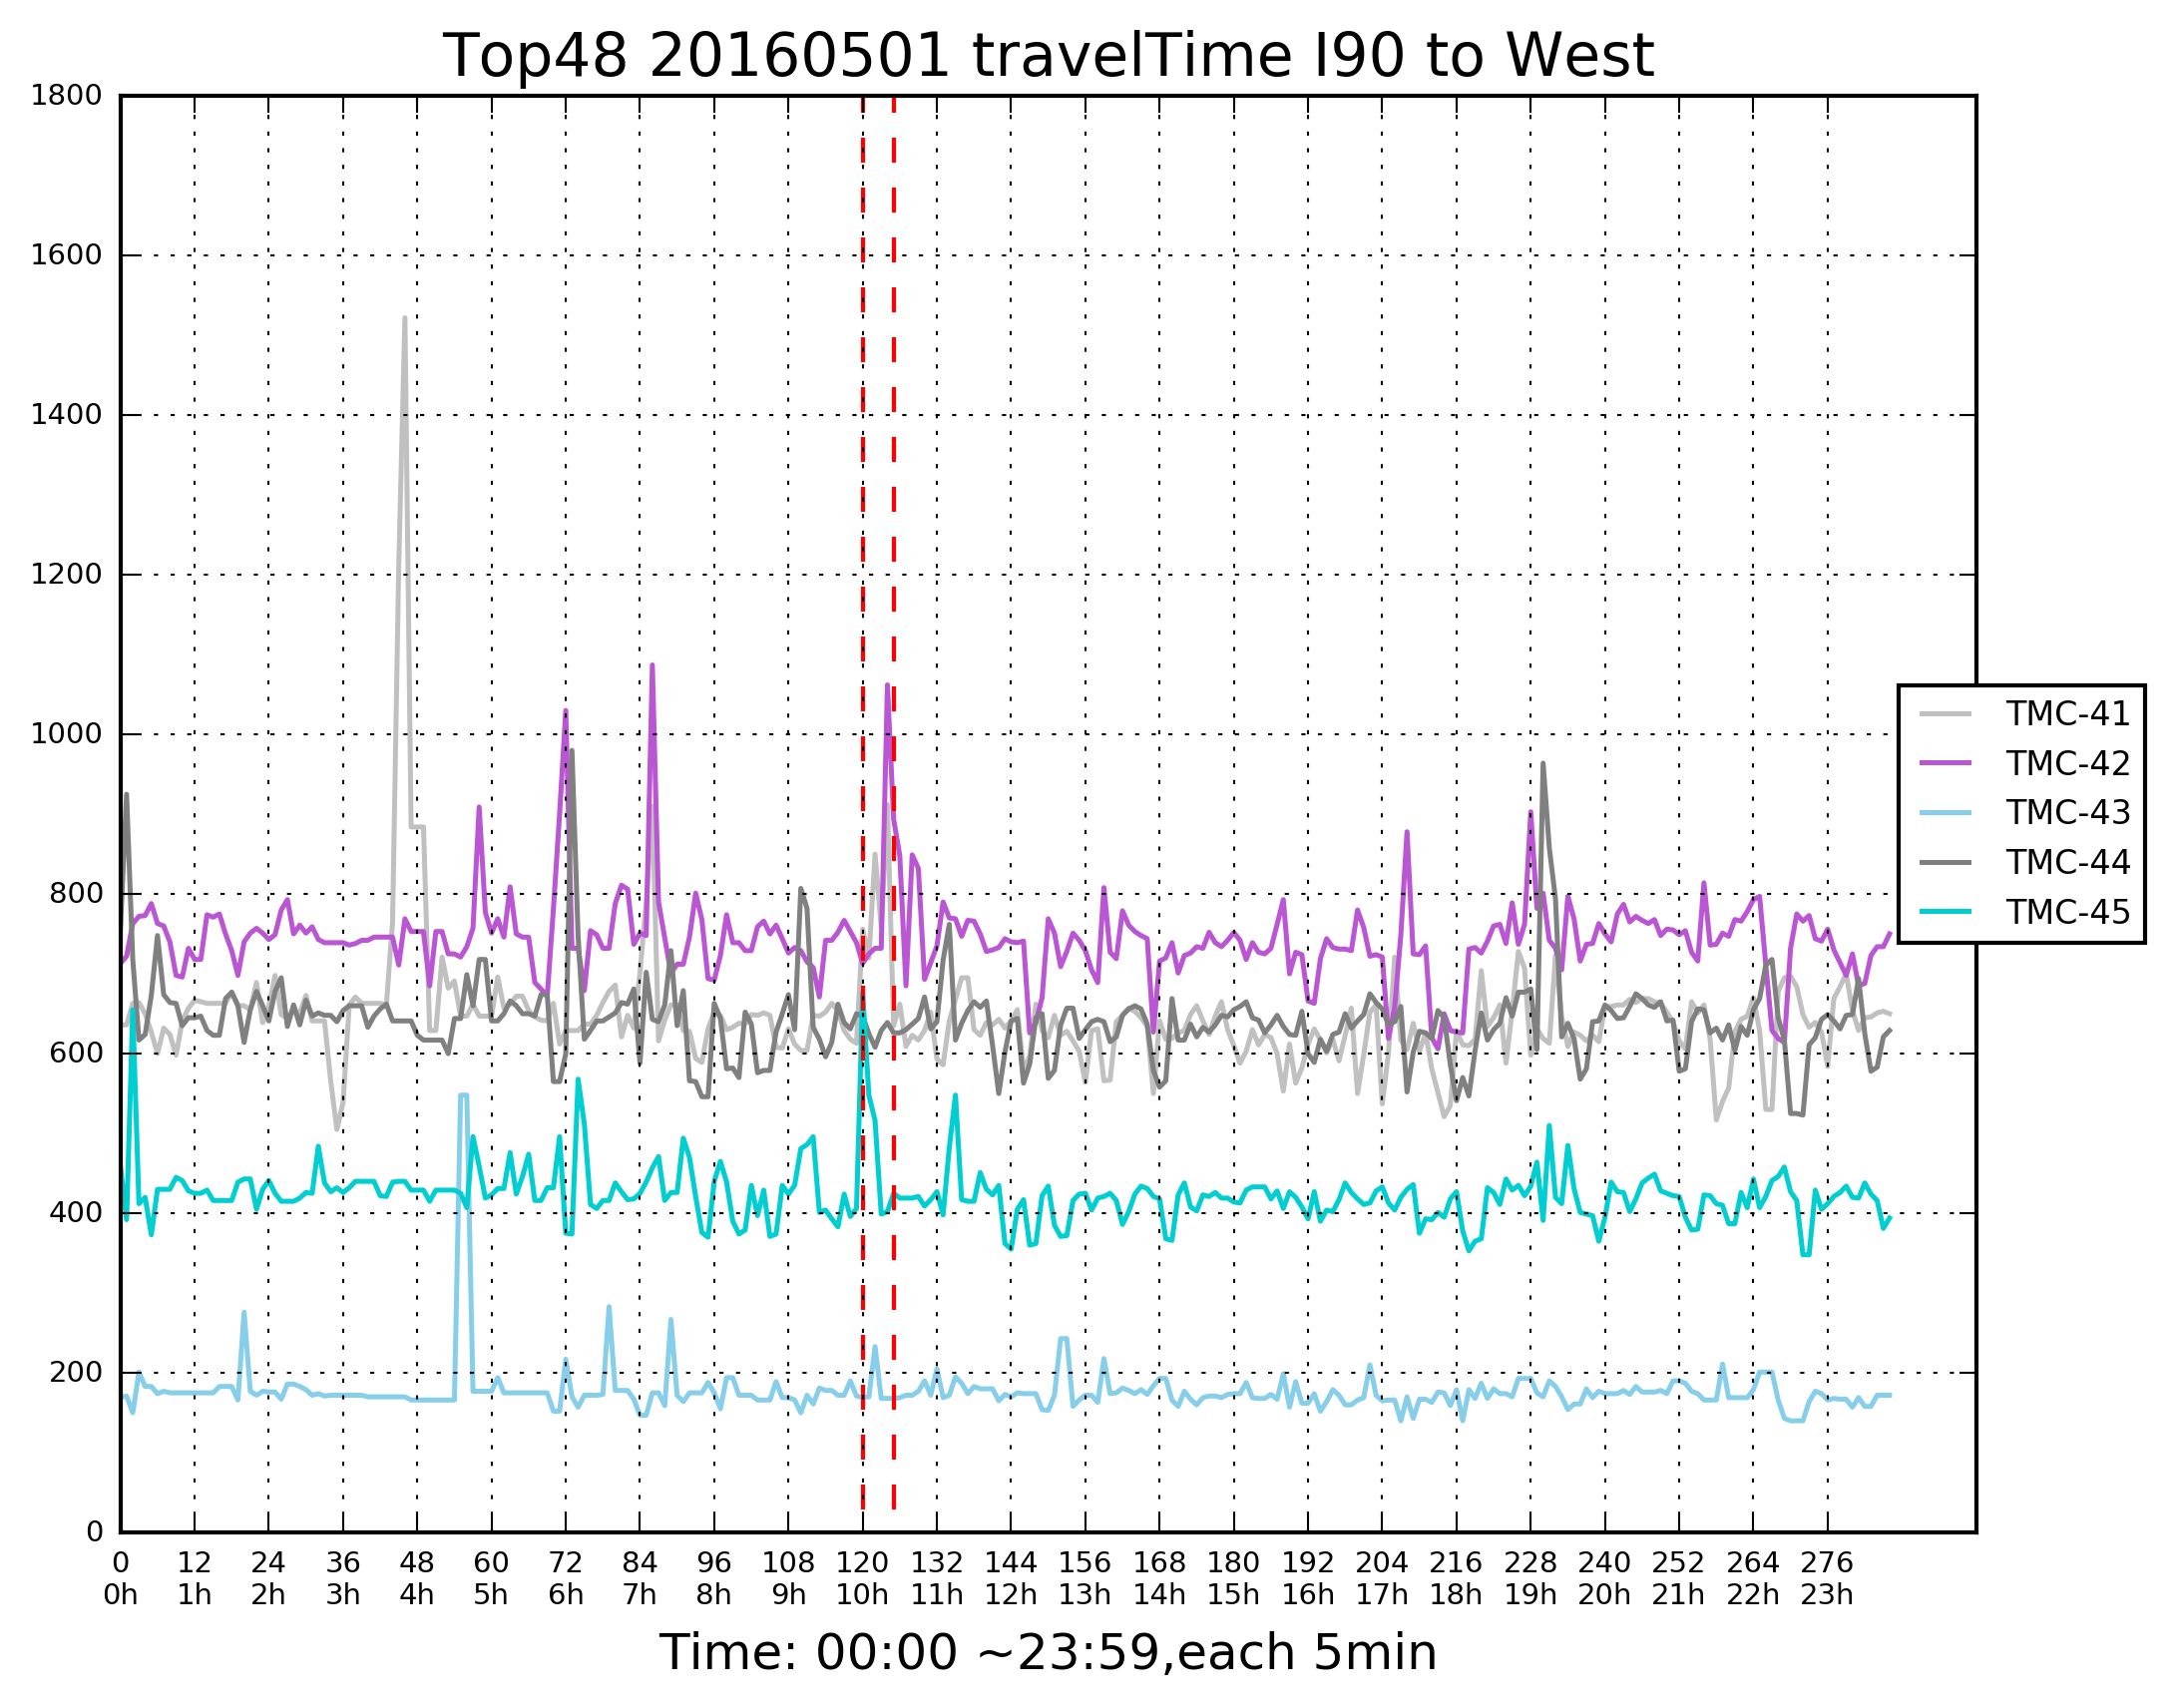 Top48 20160501 travelTime I90 to West
1800
1600
1400
1200
1000
800
600
400
200
0
TMC-41
TMC-42
TMC-43
TMC-44
TMC-45
0 12 24 36 48 60 72 84 96 108 120 132 144 156 168 180 192 204 216 228 240 252 264 276
0h 1h 2h 3h 4h 5h 6h 7h 8h 9h 10h 11h 12h 13h 14h 15h 16h 17h 18h 19h 20h 21h 22h 23h
Time: 00:00 ~23:59,each 5min